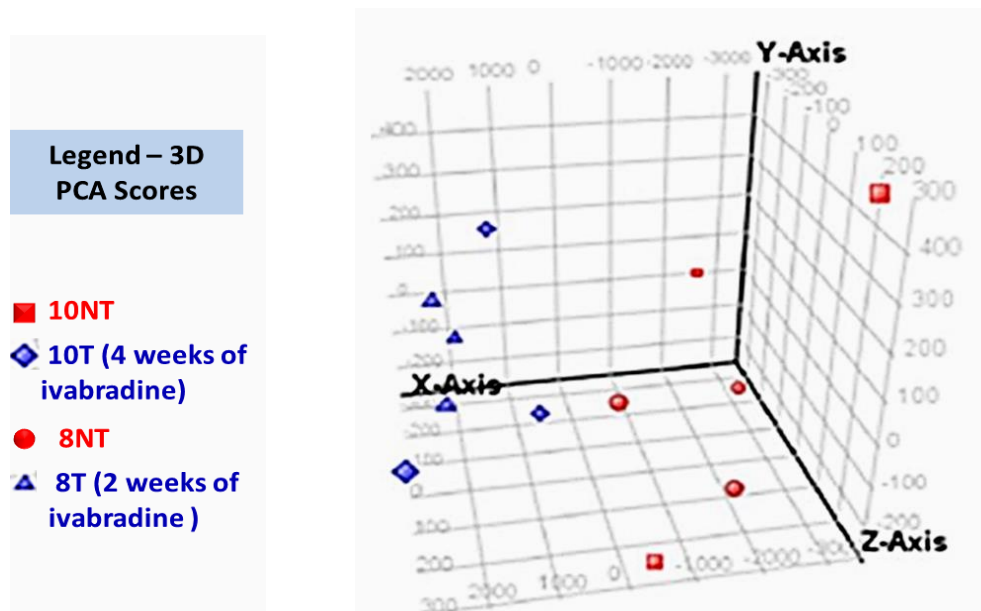 Legend – 3D
PCA Scores
10NT
10T (4 weeks of
ivabradine)
8NT
8T (2 weeks of
ivabradine )
2000 1000 0 -1000 -2000 -3000
Y-Axis
-300
-200
-100
0
100
200
300
400
300
200
100
0
-100
-200
Z-Axis
X-Axis
2000 1000 0 -1000 -2000